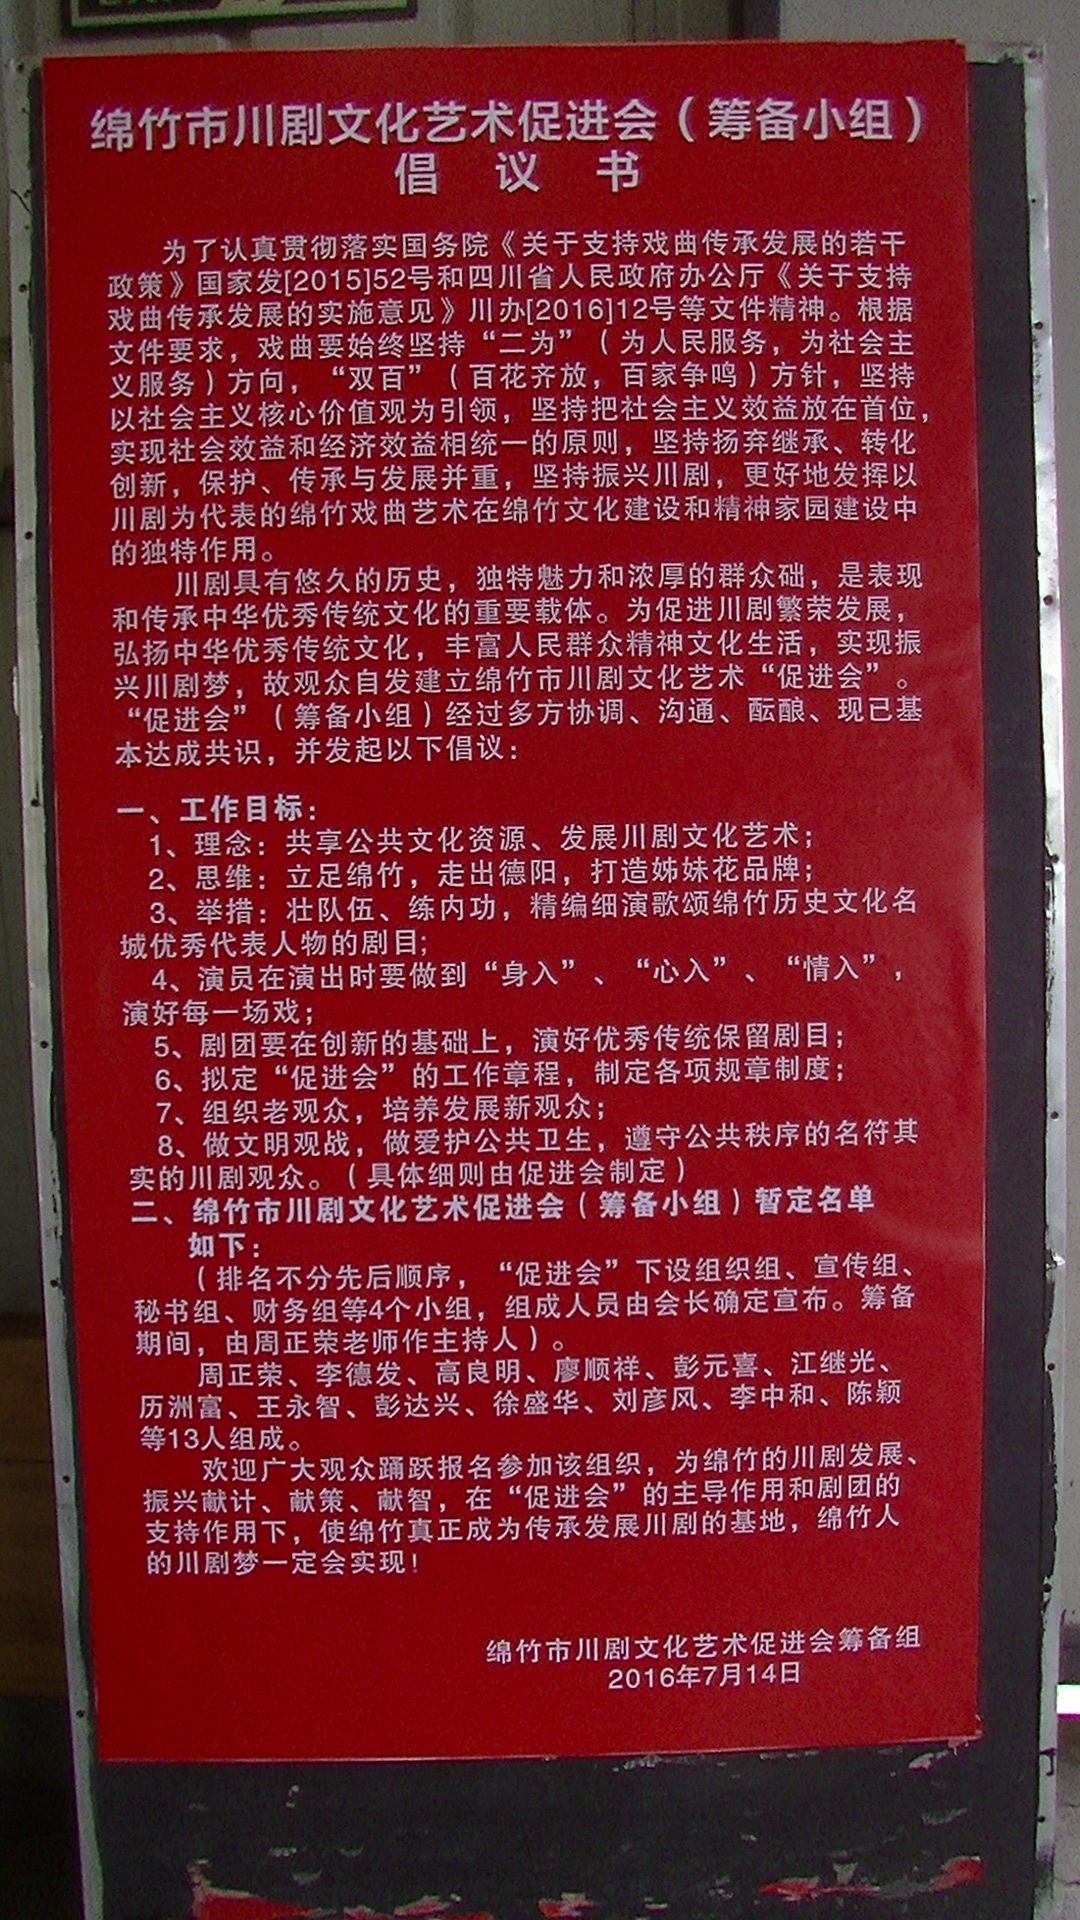 绵竹市川剧文化艺术促进会（筹备小组）
倡 议 书
为了认真贯彻落实国务院《关于支持戏曲传承发展的若干
政策》国家发[2015]52号和四川省人民政府办公厅《关于支持
戏曲传承发展的实施意见》川办[2016]12号等文件精神。根据
文件要求，戏曲要始终坚持“二为”（为人民服务，为社会主
义服务）方向，“双百”（百花齐放，百家争鸣）方针，坚持
以社会主义核心价值观为引领，坚持把社会主义效益放在首位，
实现社会效益和经济效益相统一的原则，坚持扬弃继承、转化
创新，保护、传承与发展并重，坚持振兴川剧，更好地发挥以
川剧为代表的绵竹戏曲艺术在绵竹文化建设和精神家园建设中
的独特作用。
川剧具有悠久的历史，独特魅力和浓厚的群众础，是表现
和传承中华优秀传统文化的重要载体。为促进川剧繁荣发展，
弘扬中华优秀传统文化，丰富人民群众精神文化生活，实现振
兴川剧梦，故观众自发建立绵竹市川剧文化艺术“促进会”。
“促进会”（筹备小组）经过多方协调、沟通、酝酿、现已基
本达成共识，并发起以下倡议：
一、工作目标：
1、理念：共享公共文化资源、发展川剧文化艺术；
2、思维：立足绵竹，走出德阳，打造姊妹花品牌；
3、举措：壮队伍、练内功，精编细演歌颂绵竹历史文化名
城优秀代表人物的剧目;
4、演员在演出时要做到“身入”、“心入”、“情入”，
演好每一场戏；
5、剧团要在创新的基础上，演好优秀传统保留剧目；
6、拟定“促进会”的工作章程，制定各项规章制度；
7、组织老观众，培养发展新观众；
8、做文明观战，做爱护公共卫生，遵守公共秩序的名符其
实的川剧观众。（具体细则由促进会制定）
二、绵竹市川剧文化艺术促进会（筹备小组）暂定名单
如下：
（排名不分先后顺序，“促进会”下设组织组、宣传组、
秘书组、财务组等4个小组，组成人员由会长确定宣布。筹备
期间，由周正荣老师作主持人）。
周正荣、李德发、高良明、廖顺祥、彭元喜、江继光、
历洲富、王永智、彭达兴、徐盛华、刘彦风、李中和、陈颖
等13人组成。
欢迎广大观众踊跃报名参加该组织，为绵竹的川剧发展、
振兴献计、献策、献智，在“促进会”的主导作用和剧团的
支持作用下，使绵竹真正成为传承发展川剧的基地，绵竹人
的川剧梦一定会实现！
绵竹市川剧文化艺术促进会筹备组
2016年7月14日